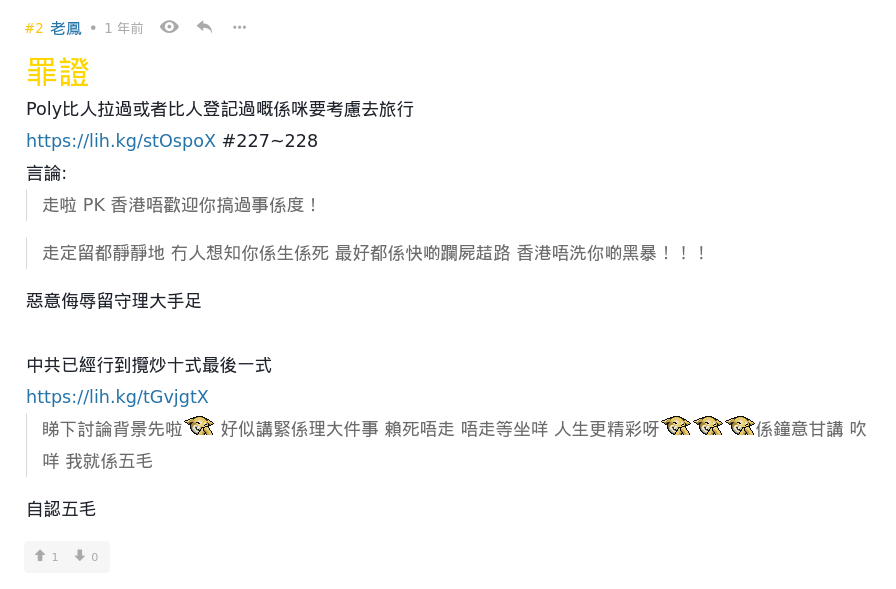 #2 老鳳 • 1 年前
罪證
Poly比人拉過或者比人登記過嘅係咪要考慮去旅行
https://lih.kg/stOspoX #227~228
言論:
走啦 PK 香港唔歡迎你搞過事係度！
走定留都靜靜地 冇人想知你係生係死 最好都係快啲躝屍趌路 香港唔洗你啲黑暴！！！
惡意侮辱留守理大手足
中共已經行到攬炒十式最後一式
https://lih.kg/tGvjgtX
睇下討論背景先啦 好似講緊係理大件事 賴死唔走 唔走等坐咩 人生更精彩呀係鐘意甘講 吹
咩 我就係五毛
自認五毛
1 0